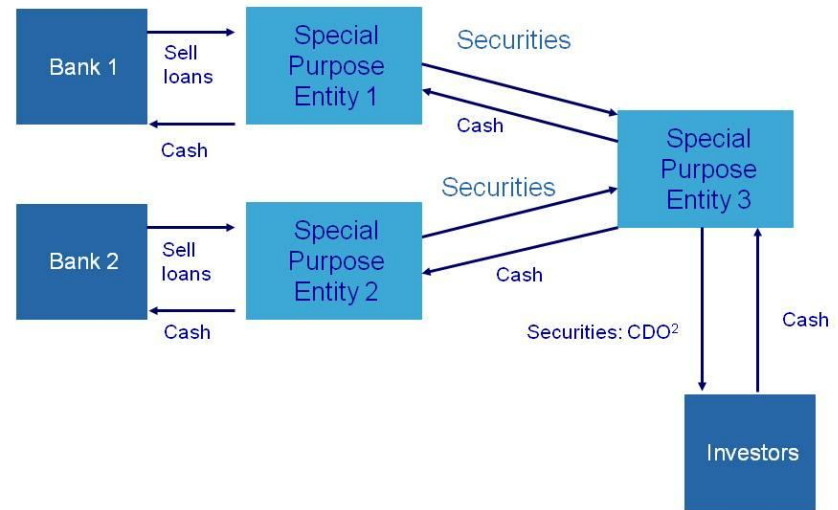 Bank 1
Sell
loans
Cash
Special
Purpose
Entity 1
Securities
Cash
Special
Purpose
Entity 3
Bank 2
Sell
loans
Cash
Special
Purpose
Entity 2
Securities
Cash
Securities: CDO²
Cash
Investors